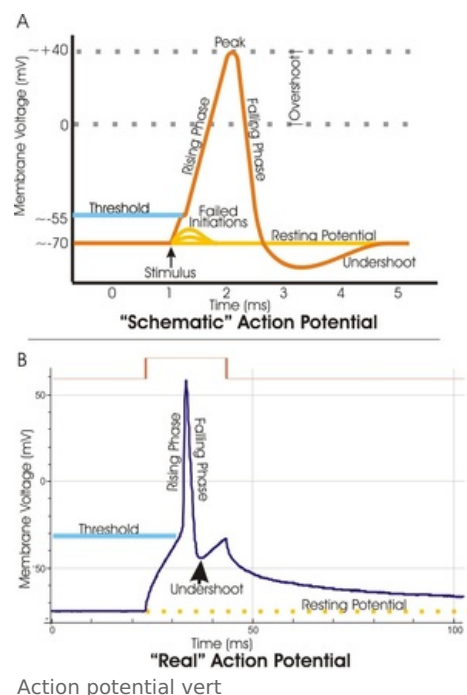 A
Membrane Voltage (mV)
~+40
0
~-55
~-70
Peak
Overshoot
Rising Phase
Falling Phase
Threshold
Failed
Initiations
Resting Potential
Stimulus
Undershoot
0 1 2 3 4 5
Time (ms)
"Schematic" Action Potential
B
Membrane Voltage (mV)
50
0
-50
Rising Phase
Falling Phase
Threshold
Undershoot
Resting Potential
0 50 100
Time (ms)
"Real" Action Potential
Action potential vert